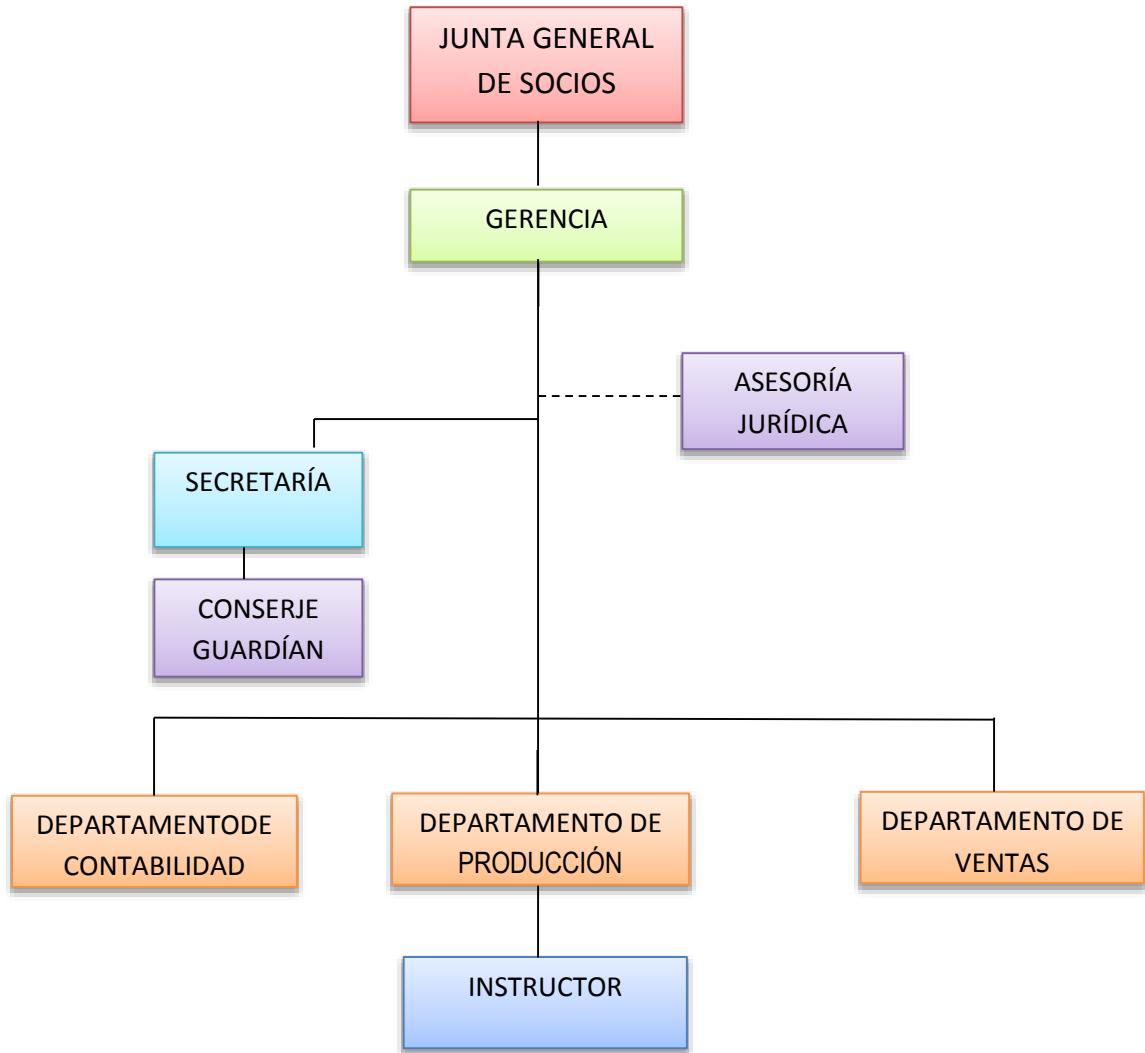 JUNTA GENERAL
DE SOCIOS
GERENCIA
ASESORÍA
JURÍDICA
SECRETARÍA
CONSERJE
GUARDÍAN
DEPARTAMENTODE
CONTABILIDAD
DEPARTAMENTO DE
PRODUCCIÓN
DEPARTAMENTO DE
VENTAS
INSTRUCTOR